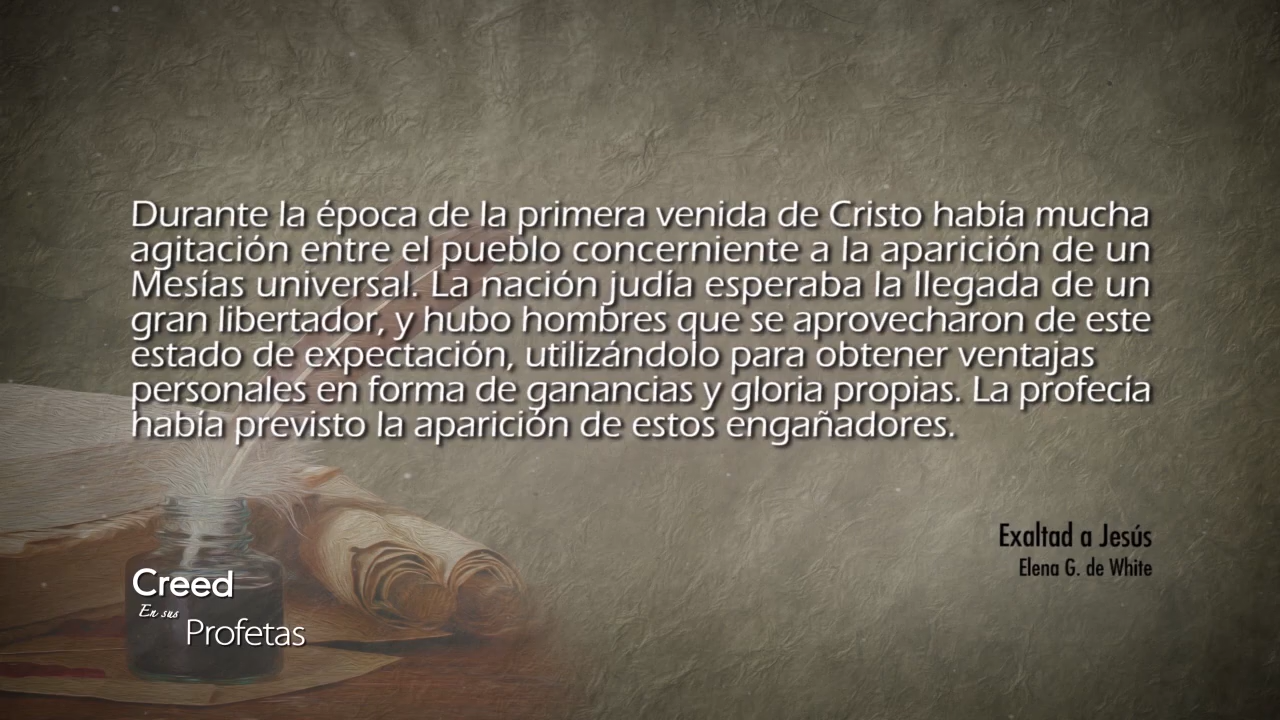 Durante la época de la primera venida de Cristo había mucha
agitación entre el pueblo concerniente a la aparición de un
Mesías universal. La nación judía esperaba la llegada de un
gran libertador, y hubo hombres que se aprovecharon de este
estado de expectación, utilizándolo para obtener ventajas
personales en forma de ganancias y gloria propias. La profecía
había previsto la aparición de estos engañadores.
Exaltad a Jesús
Elena G. de White
Creed
En sus
Profetas